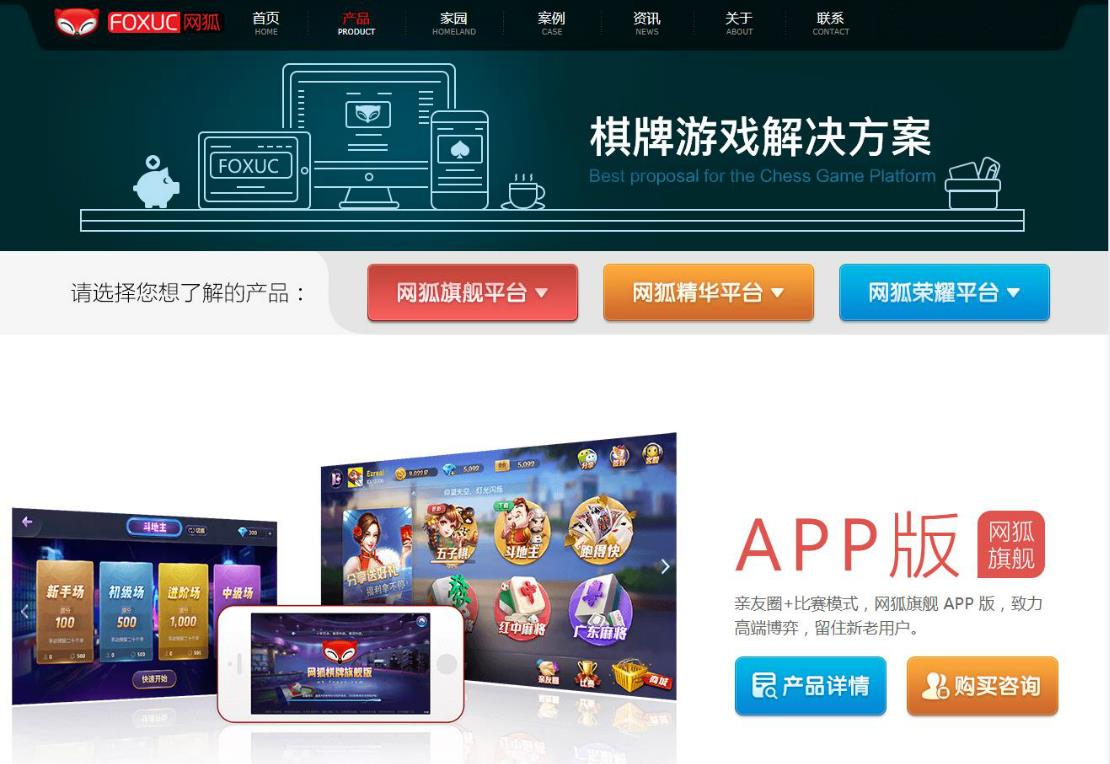 FOXUC 网狐
首页 产品 家园 案例 资讯 关于 联系
HOME PRODUCT HOMELAND CASE NEWS ABOUT CONTACT
棋牌游戏解决方案
Best proposal for the Chess Game Platform
FOXUC
请选择您想了解的产品：
网狐旗舰平台
网狐精华平台
网狐荣耀平台
APP版
网狐
旗舰
亲友圈+比赛模式，网狐旗舰 APP 版，致力
高端博弈，留住新老用户。
产品详情
购买咨询
斗地主
新手场
初级场
进阶场
中级场
100
500
1,000
快速开始
分享送好礼
福利拿不停
五子棋
斗地主
跑得快
红中麻将
广东麻将
亲友圈
比赛
商城
网狐棋牌旗舰版